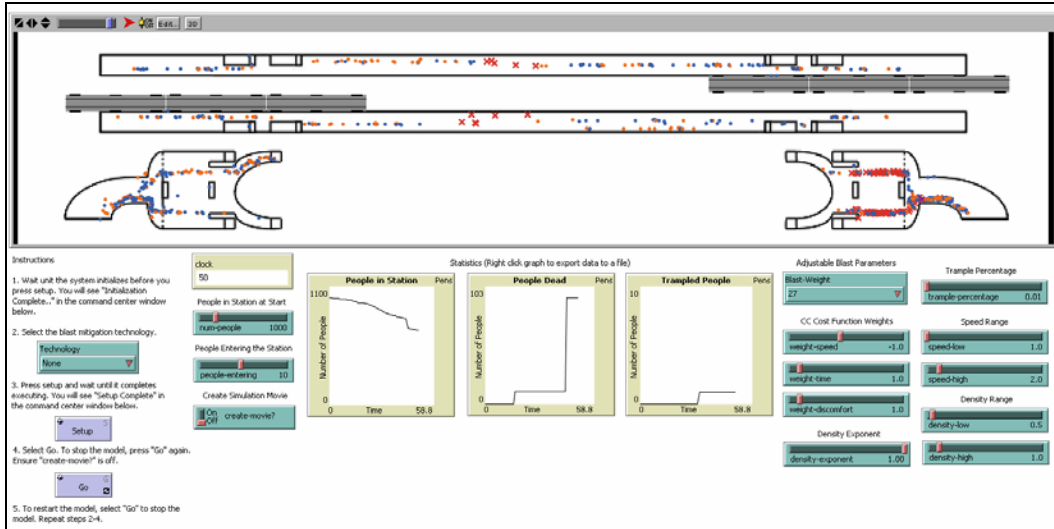 Edit... 3D
Instructions
1. Wait unit the system initializes before you
press setup. You will see "Initialization
Complete.." in the command center window
below.
2. Select the blast mitigation technology.
Technology
None
3. Press setup and wait until it completes
executing. You will see "Setup Complete" in
the command center window below.
Setup
S
4. Select Go. To stop the model, press "Go" again.
Ensure "create-movie?" is off.
Go
G
5. To restart the model, select "Go" to stop the
model. Repeat steps 2-4.
clock
50
People in Station at Start
num-people 1000
People Entering the Station
people-entering 10
Create Simulation Movie
On
Off
create-movie?
Statistics (Right click graph to export data to a file)
People in Station Pens
1100
Number of People
0
0 Time 58.8
People Dead Pens
103
Number of People
0
0 Time 58.8
Trampled People Pens
10
Number of People
0
0 Time 58.8
Adjustable Blast Parameters
Blast-Weight
27
CC Cost Function Weights
weight-speed -1.0
weight-time 1.0
weight-discomfort 1.0
Density Exponent
density-exponent 1.00
Trample Percentage
trample-percentage 0.01
Speed Range
speed-low 1.0
speed-high 2.0
Density Range
density-low 0.5
density-high 1.0